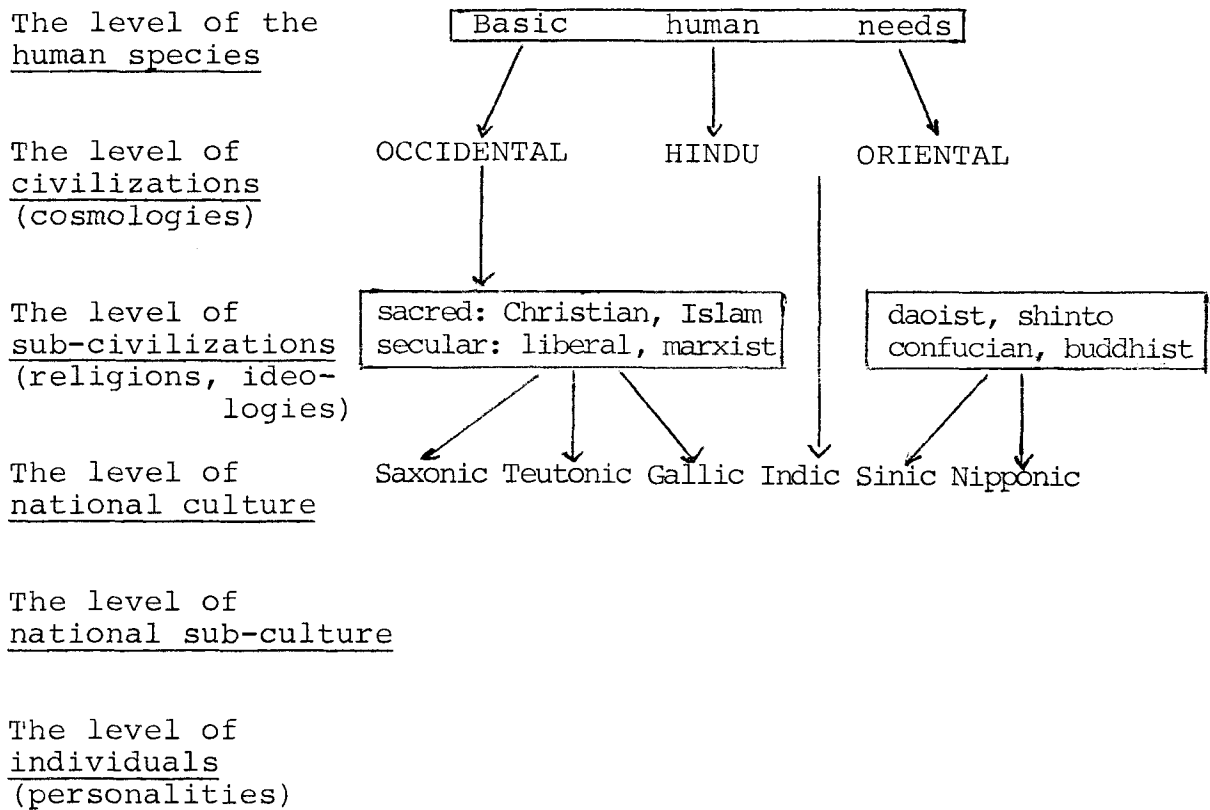 The level of the
human species
Basic human needs
The level of
civilizations
(cosmologies)
OCCIDENTAL HINDU ORIENTAL
The level of
sub-civilizations
(religions, ideo-
logies)
sacred: Christian, Islam
secular: liberal, marxist
daoist, shinto
confucian, buddhist
The level of
national culture
Saxonic Teutonic Gallic Indic Sinic Nipponic
The level of
national sub-culture
The level of
individuals
(personalities)